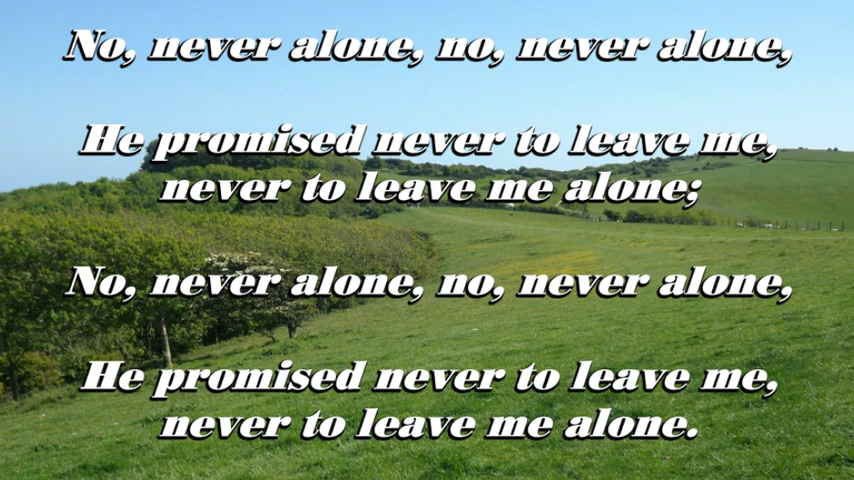 No, never alone, no, never alone,
He promised never to leave me,
never to leave me alone;
No, never alone, no, never alone,
He promised never to leave me,
never to leave me alone.